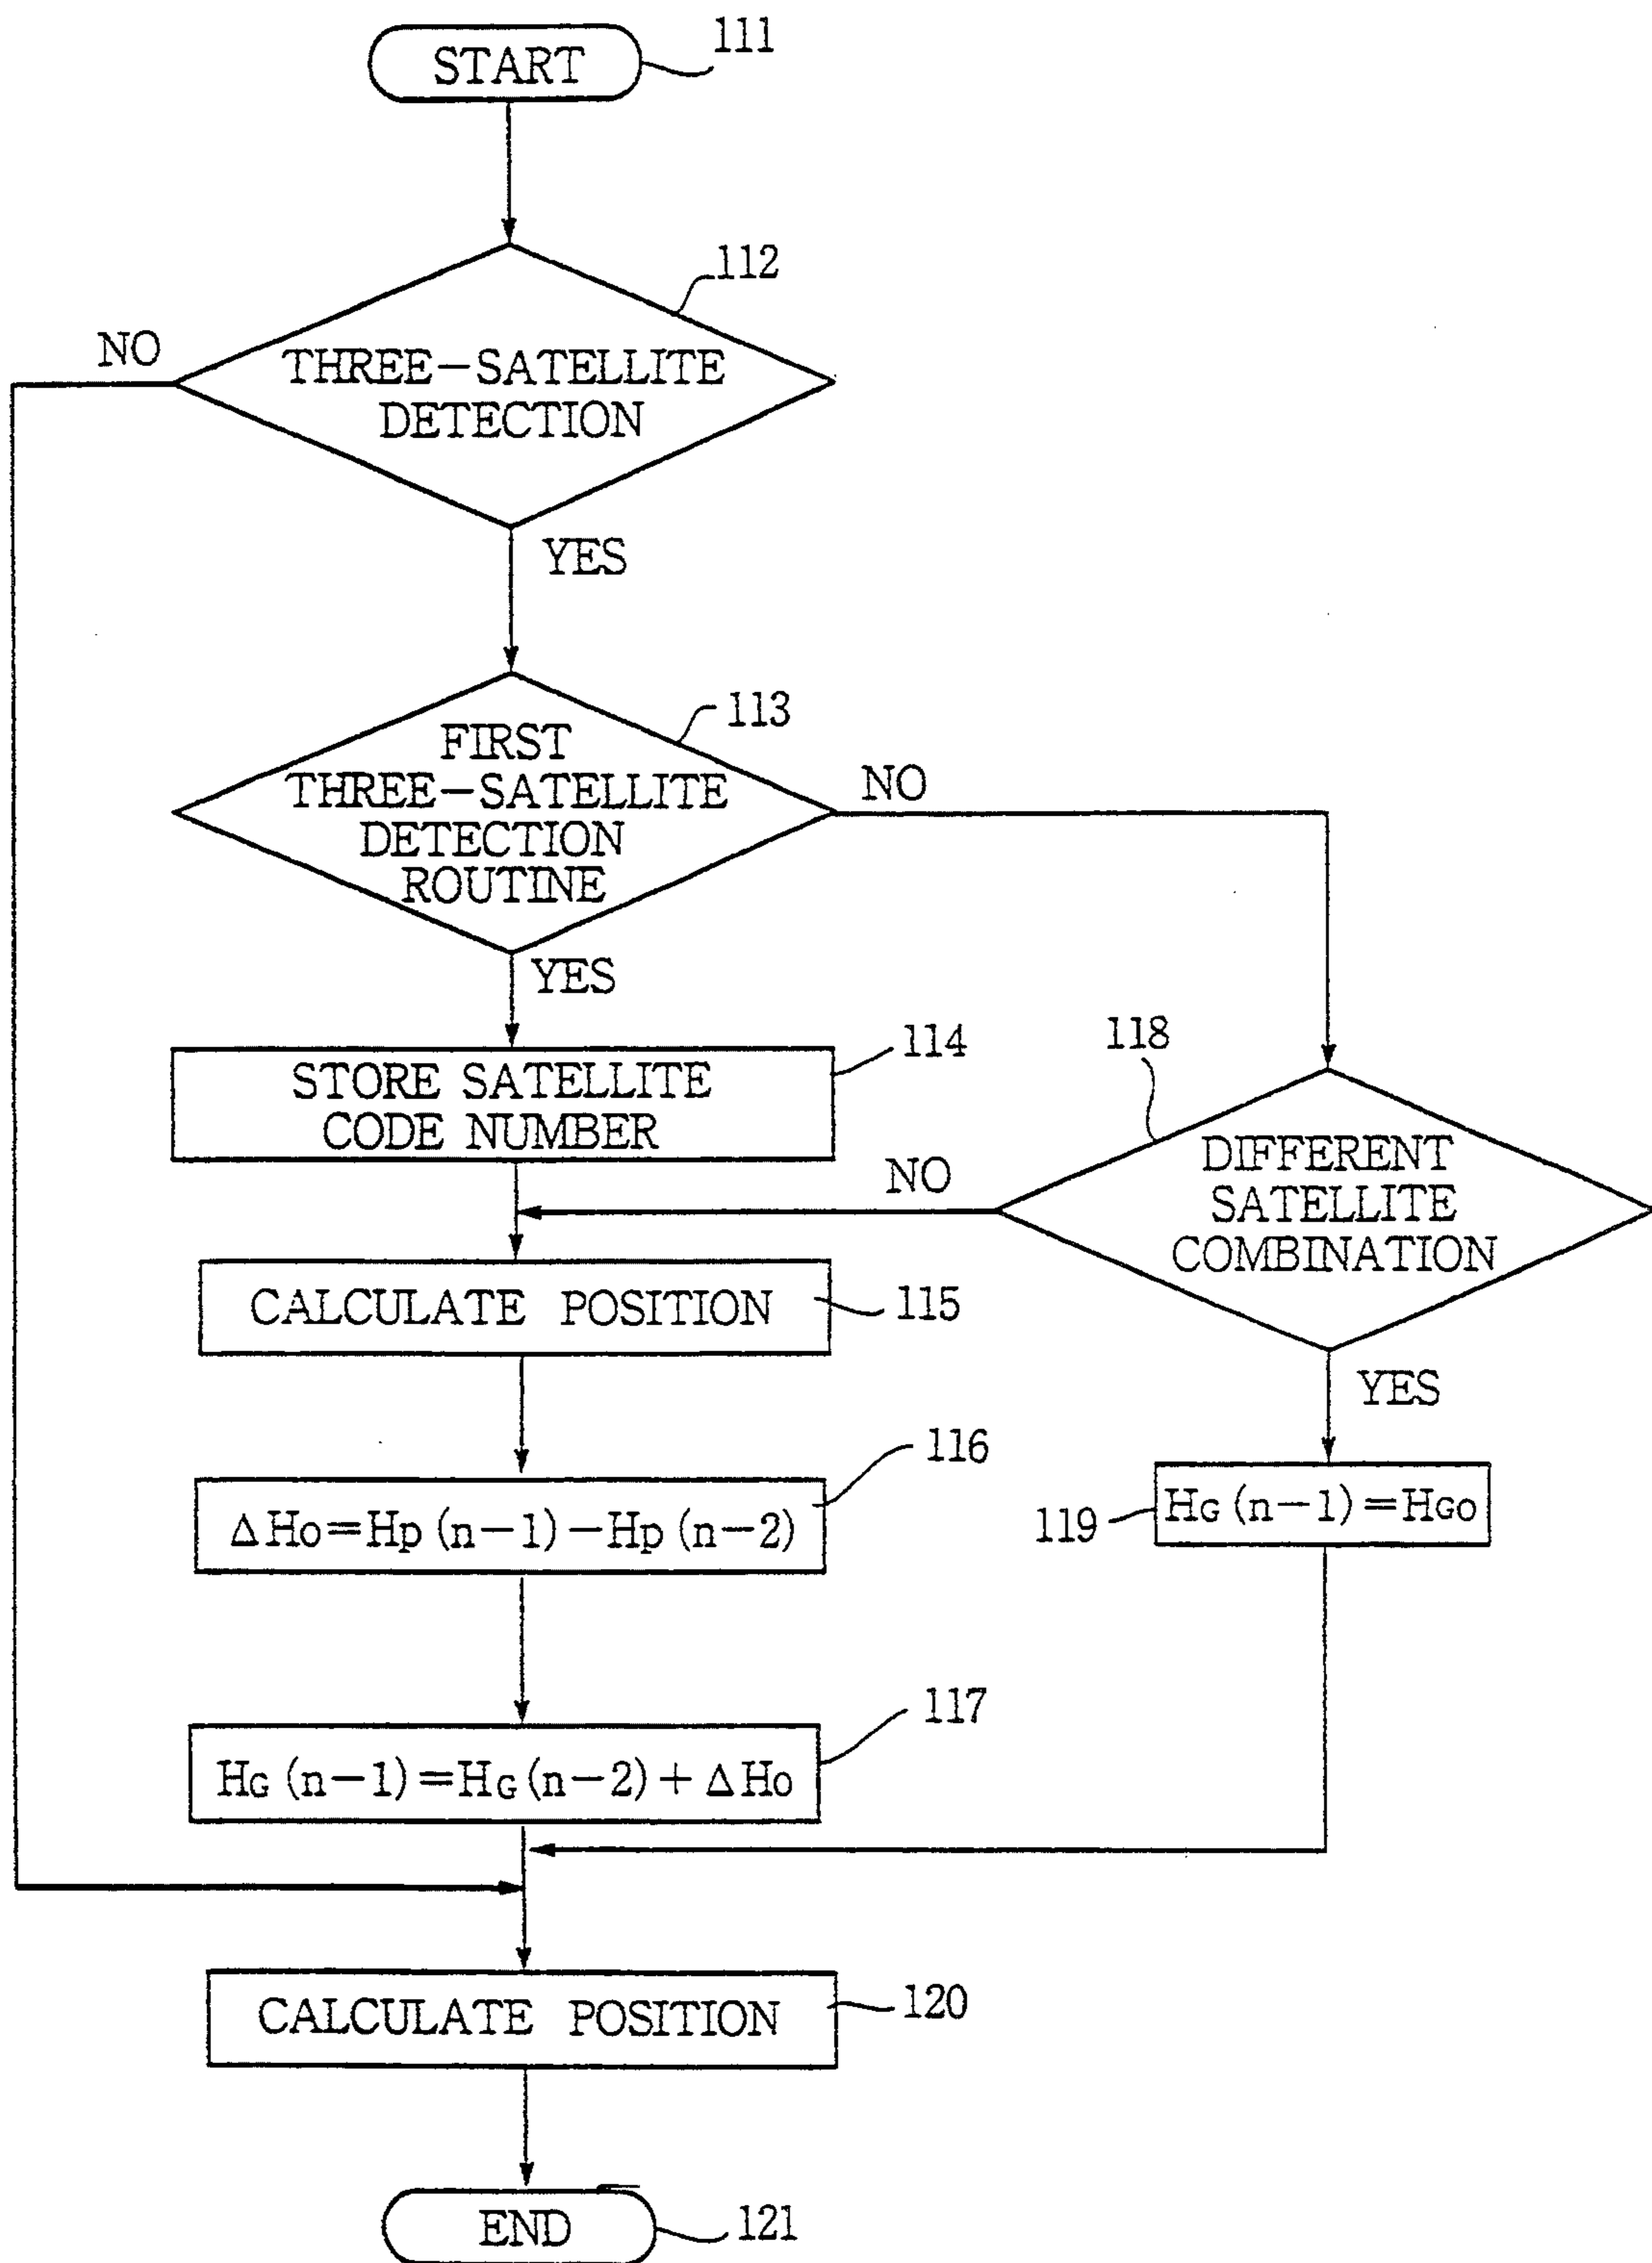 START
111
112
NO
THREE-SATELLITE
DETECTION
YES
113
FIRST
THREE-SATELLITE
DETECTION
ROUTINE
NO
YES
114
STORE SATELLITE
CODE NUMBER
118
DIFFERENT
SATELLITE
COMBINATION
NO
CALCULATE POSITION
115
YES
116
ΔHo=Hp(n-1)-Hp(n-2)
119
HG(n-1)=HGo
117
HG(n-1)=HG(n-2)+ΔHo
CALCULATE POSITION
120
END
121